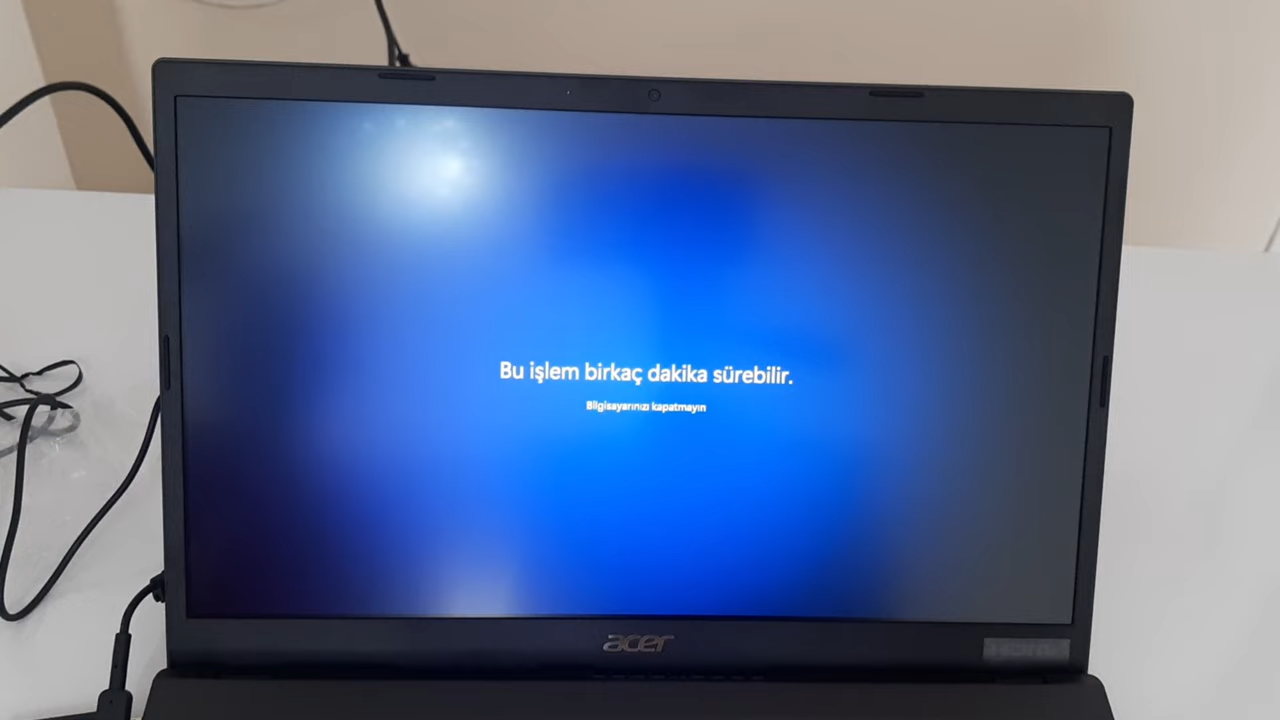 Bu işlem birkaç dakika sürebilir.
Bilgisayarınızı kapatmayın
acer